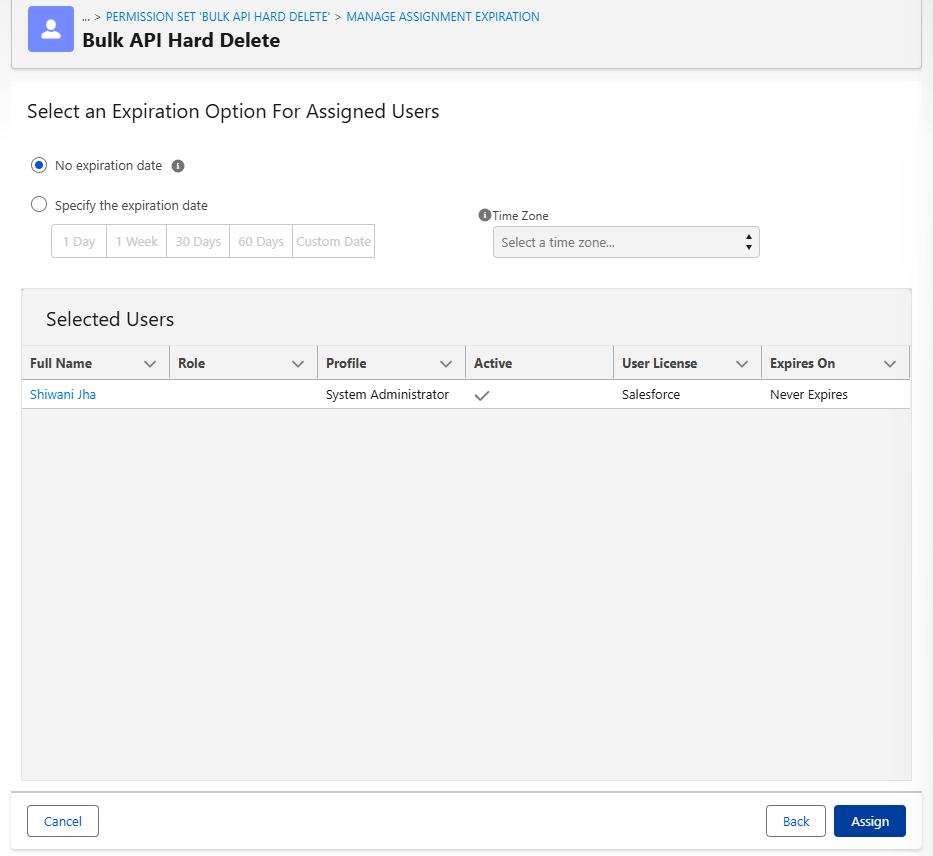 ... > PERMISSION SET 'BULK API HARD DELETE' > MANAGE ASSIGNMENT EXPIRATION
Bulk API Hard Delete
Select an Expiration Option For Assigned Users
No expiration date
Specify the expiration date
1 Day 1 Week 30 Days 60 Days Custom Date
Time Zone
Select a time zone...
Selected Users
Full Name Role Profile Active User License Expires On
Shiwani Jha System Administrator Salesforce Never Expires
Cancel Back Assign